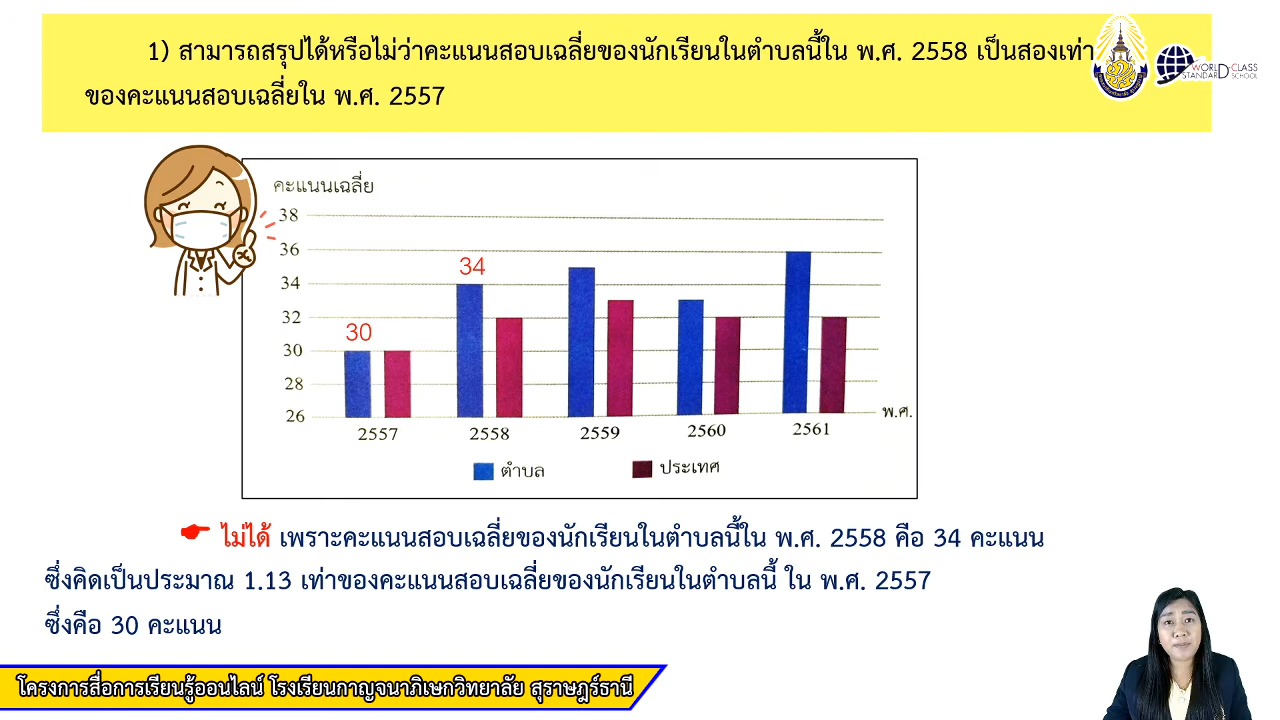 1) สามารถสรุปได้หรือไม่ว่าคะแนนสอบเฉลี่ยของนักเรียนในตำบลนี้ใน พ.ศ. 2558 เป็นสองเท่า
ของคะแนนสอบเฉลี่ยใน พ.ศ. 2557
WORLD CLASS
STANDARD SCHOOL
คะแนนเฉลี่ย
38
36
34
32
30
28
26
30
34
2557 2558 2559 2560 2561
พ.ศ.
ตำบล ประเทศ
ไม่ได้ เพราะคะแนนสอบเฉลี่ยของนักเรียนในตำบลนี้ใน พ.ศ. 2558 คือ 34 คะแนน
ซึ่งคิดเป็นประมาณ 1.13 เท่าของคะแนนสอบเฉลี่ยของนักเรียนในตำบลนี้ ใน พ.ศ. 2557
ซึ่งคือ 30 คะแนน
โครงการสื่อการเรียนรู้ออนไลน์ โรงเรียนกาญจนาภิเษกวิทยาลัย สุราษฎร์ธานี